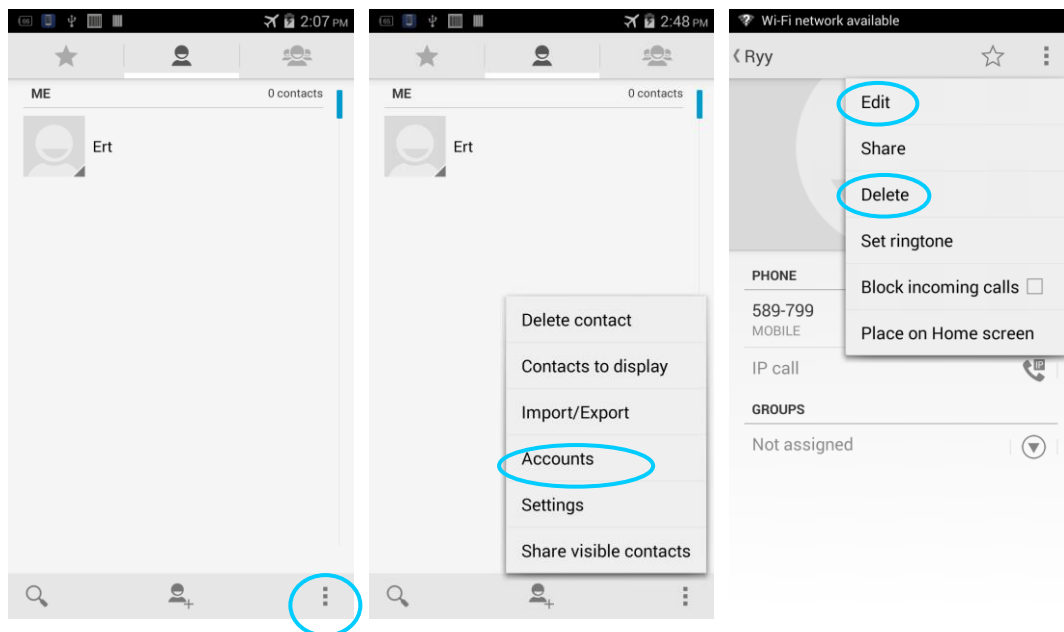 2:07 PM
ME
0 contacts
Ert
2:48 PM
ME
0 contacts
Ert
Delete contact
Contacts to display
Import/Export
Accounts
Settings
Share visible contacts
Wi-Fi network available
Ryy
Edit
Share
Delete
Set ringtone
Block incoming calls
Place on Home screen
PHONE
589-799
MOBILE
IP call
IP
GROUPS
Not assigned